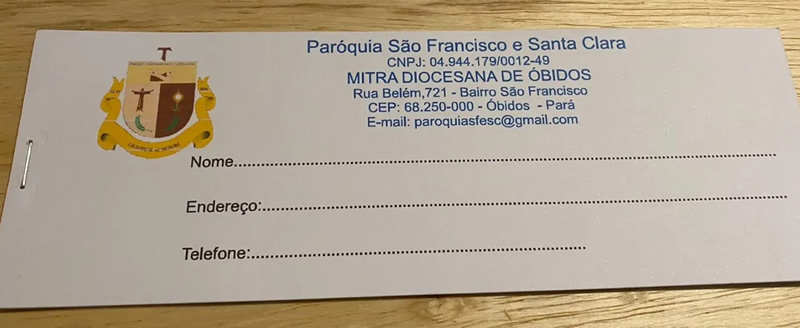 Paróquia São Francisco e Santa Clara
CNPJ: 04.944.179/0012-49
MITRA DIOCESANA DE ÓBIDOS
Rua Belém,721 - Bairro São Francisco
CEP: 68.250-000 - Óbidos - Pará
E-mail: paroquiasfesc@gmail.com
Nome
Endereço:
Telefone: